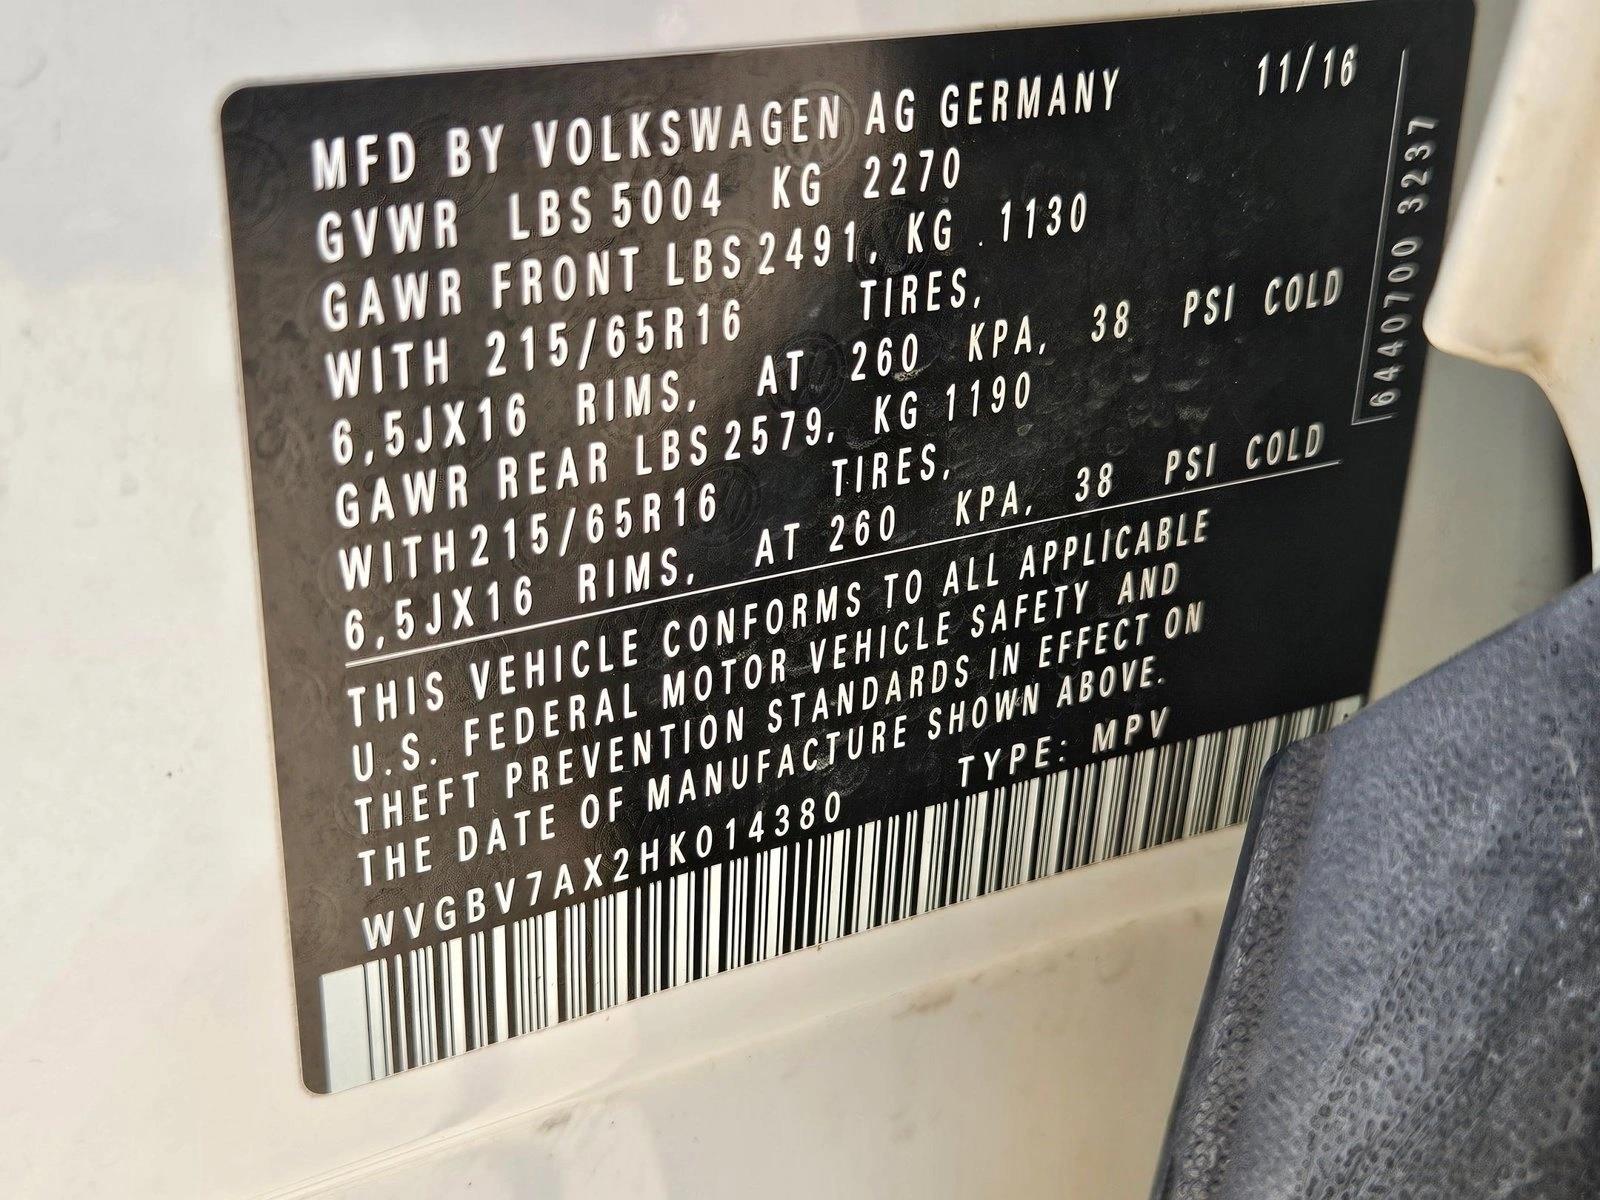 MFD BY VOLKSWAGEN AG GERMANY 11/16
GVWR LBS 5004 KG 2270
GAWR FRONT LBS 2491, KG . 1130
WITH 215/65R16 TIRES,
6,5JX16 RIMS, AT 260 KPA, 38 PSI COLD
GAWR REAR LBS 2579, KG 1190
WITH 215/65R16 TIRES,
6,5JX16 RIMS, AT 260 KPA, 38 PSI COLD
THIS VEHICLE CONFORMS TO ALL APPLICABLE
U.S. FEDERAL MOTOR VEHICLE SAFETY AND
THEFT PREVENTION STANDARDS IN EFFECT ON
THE DATE OF MANUFACTURE SHOWN ABOVE.
WVGBV7AX2HK014380 TYPE: MPV
6440700 3237